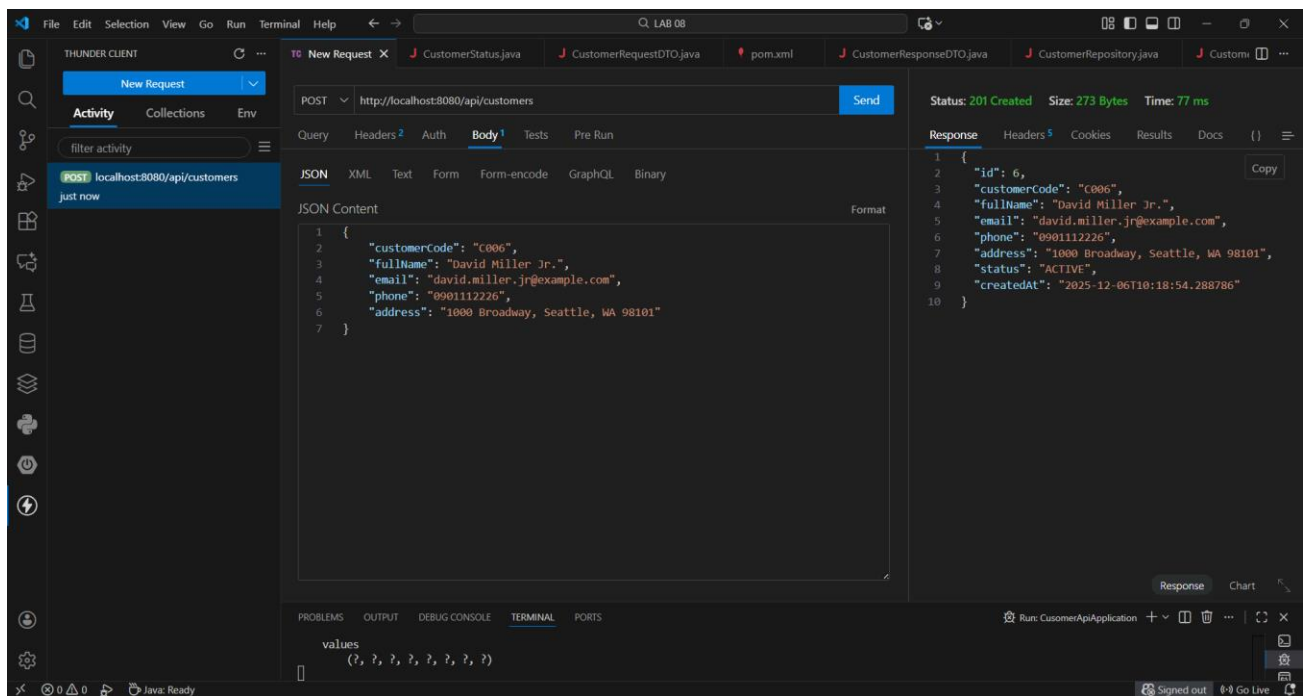 File Edit Selection View Go Run Terminal Help
LAB 08
THUNDER CLIENT
New Request
Activity Collections Env
filter activity
POST localhost:8080/api/customers
just now
TC New Request
J CustomerStatus.java
J CustomerRequestDTO.java
pom.xml
J CustomerResponseDTO.java
J CustomerRepository.java
J Custome
POST http://localhost:8080/api/customers
Send
Query Headers 2 Auth Body 1 Tests Pre Run
JSON XML Text Form Form-encode GraphQL Binary
JSON Content
Format
1 {
2 "customerCode": "C006",
3 "fullName": "David Miller Jr.",
4 "email": "david.miller.jr@example.com",
5 "phone": "0901112226",
6 "address": "1000 Broadway, Seattle, WA 98101"
7 }
Status: 201 Created Size: 273 Bytes Time: 77 ms
Response Headers 5 Cookies Results Docs {}
Copy
1 {
2 "id": 6,
3 "customerCode": "C006",
4 "fullName": "David Miller Jr.",
5 "email": "david.miller.jr@example.com",
6 "phone": "0901112226",
7 "address": "1000 Broadway, Seattle, WA 98101",
8 "status": "ACTIVE",
9 "createdAt": "2025-12-06T10:18:54.288786"
10 }
Response Chart
PROBLEMS OUTPUT DEBUG CONSOLE TERMINAL PORTS
Run: CusomerApiApplication
values
(?, ?, ?, ?, ?, ?, ?, ?)
0 0 Java: Ready
Signed out Go Live